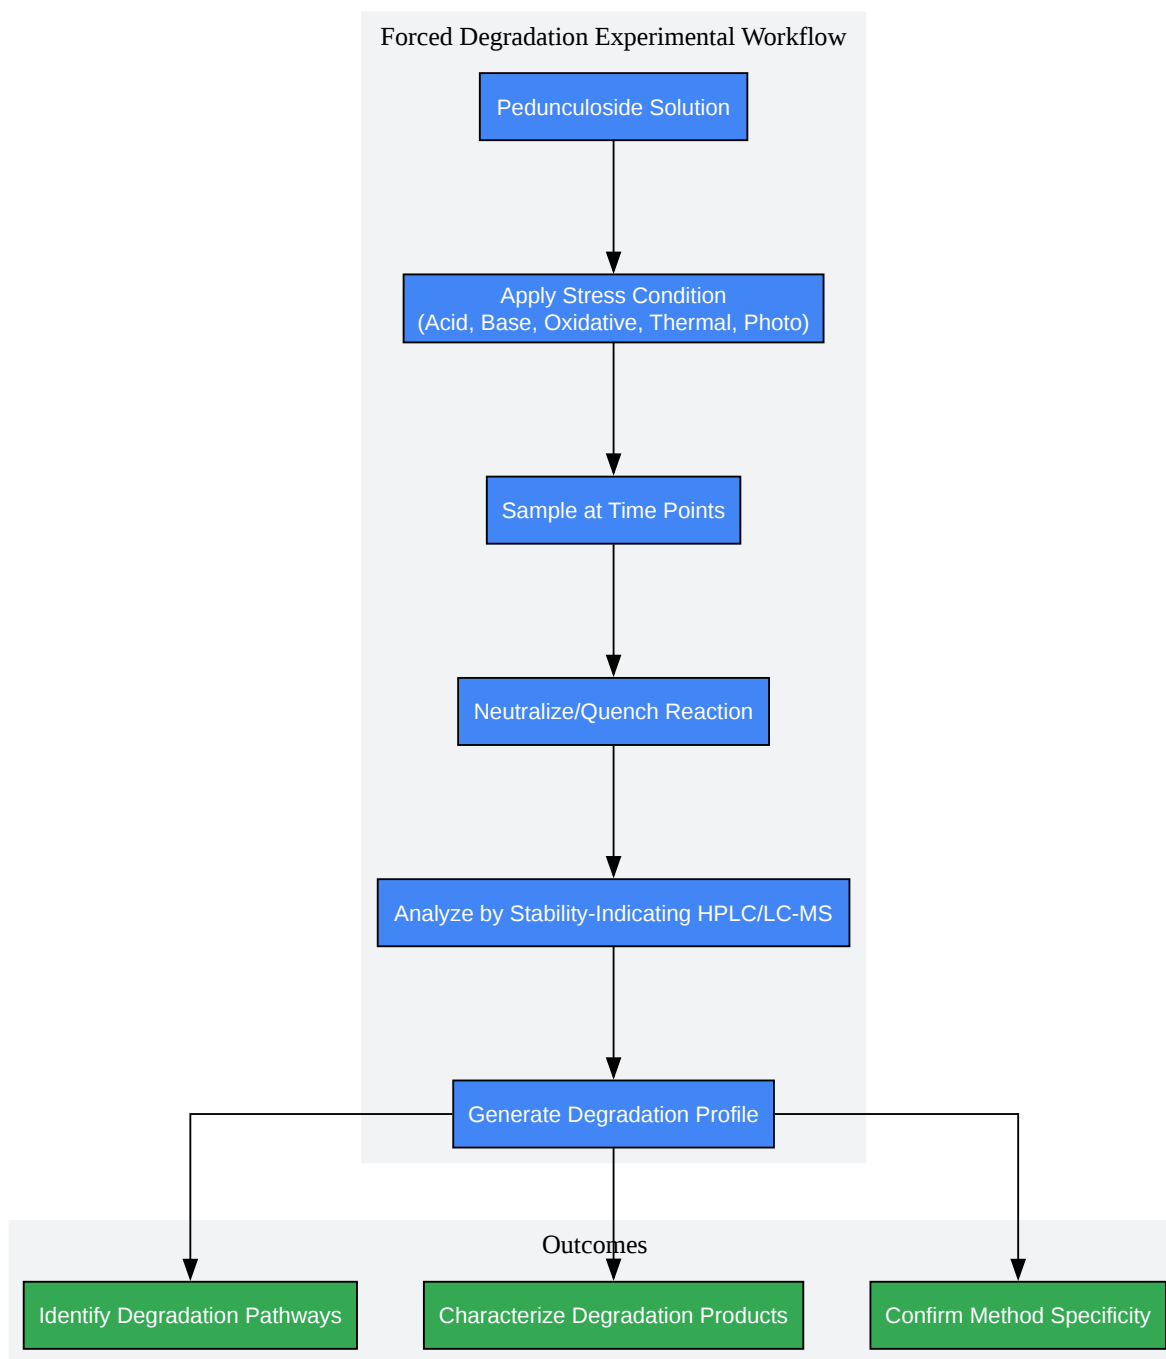 Forced Degradation Experimental Workflow
Pedunculoside Solution
Apply Stress Condition
(Acid, Base, Oxidative, Thermal, Photo)
Sample at Time Points
Neutralize/Quench Reaction
Analyze by Stability-Indicating HPLC/LC-MS
Generate Degradation Profile
Outcomes
Identify Degradation Pathways
Characterize Degradation Products
Confirm Method Specificity